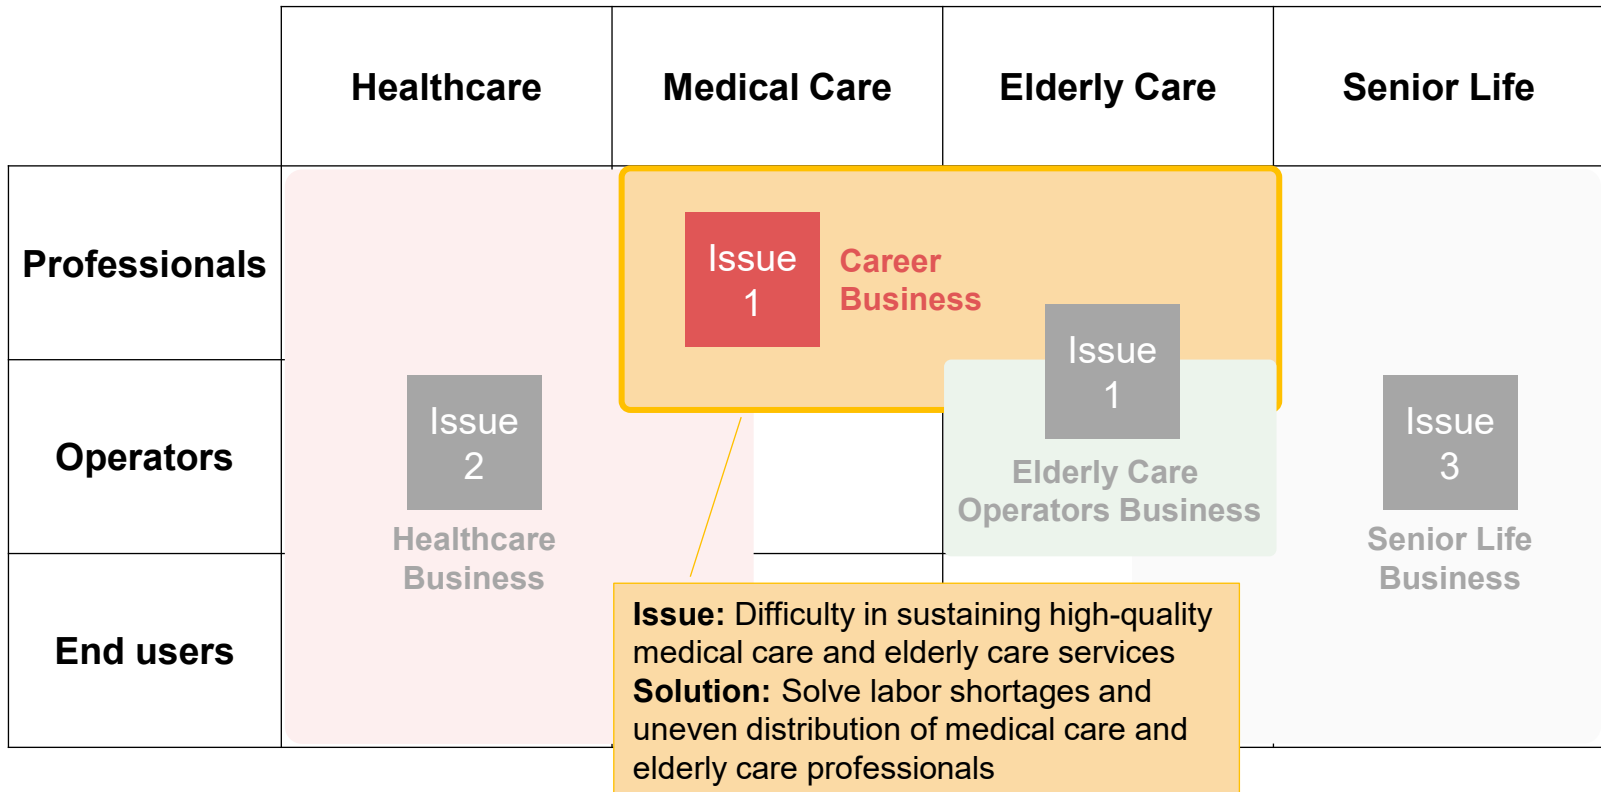 Healthcare
Medical Care
Elderly Care
Senior Life
Professionals
Issue
1
Career
Business
Issue
1
Operators
Issue
2
Healthcare
Business
Elderly Care
Operators Business
Issue
3
Senior Life
Business
End users
Issue: Difficulty in sustaining high-quality
medical care and elderly care services
Solution: Solve labor shortages and
uneven distribution of medical care and
elderly care professionals